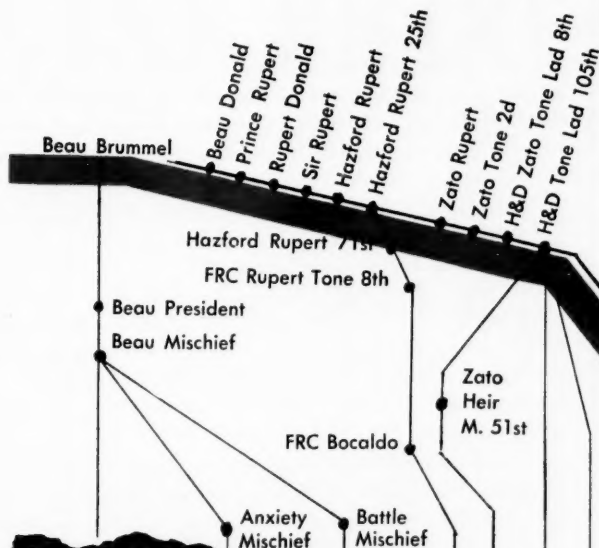 Beau Brummel
Beau Donald
Prince Rupert
Rupert Donald
Sir Rupert
Hazford Rupert
Hazford Rupert 25th
Zato Rupert
Zato Tone 2d
H&D Zato Tone Lad 8th
H&D Tone Lad 105th
Hazford Rupert 71st
FRC Rupert Tone 8th
Beau President
Beau Mischief
Zato
Heir
M. 51st
FRC Bocaldo
Anxiety
Mischief
Battle
Mischief